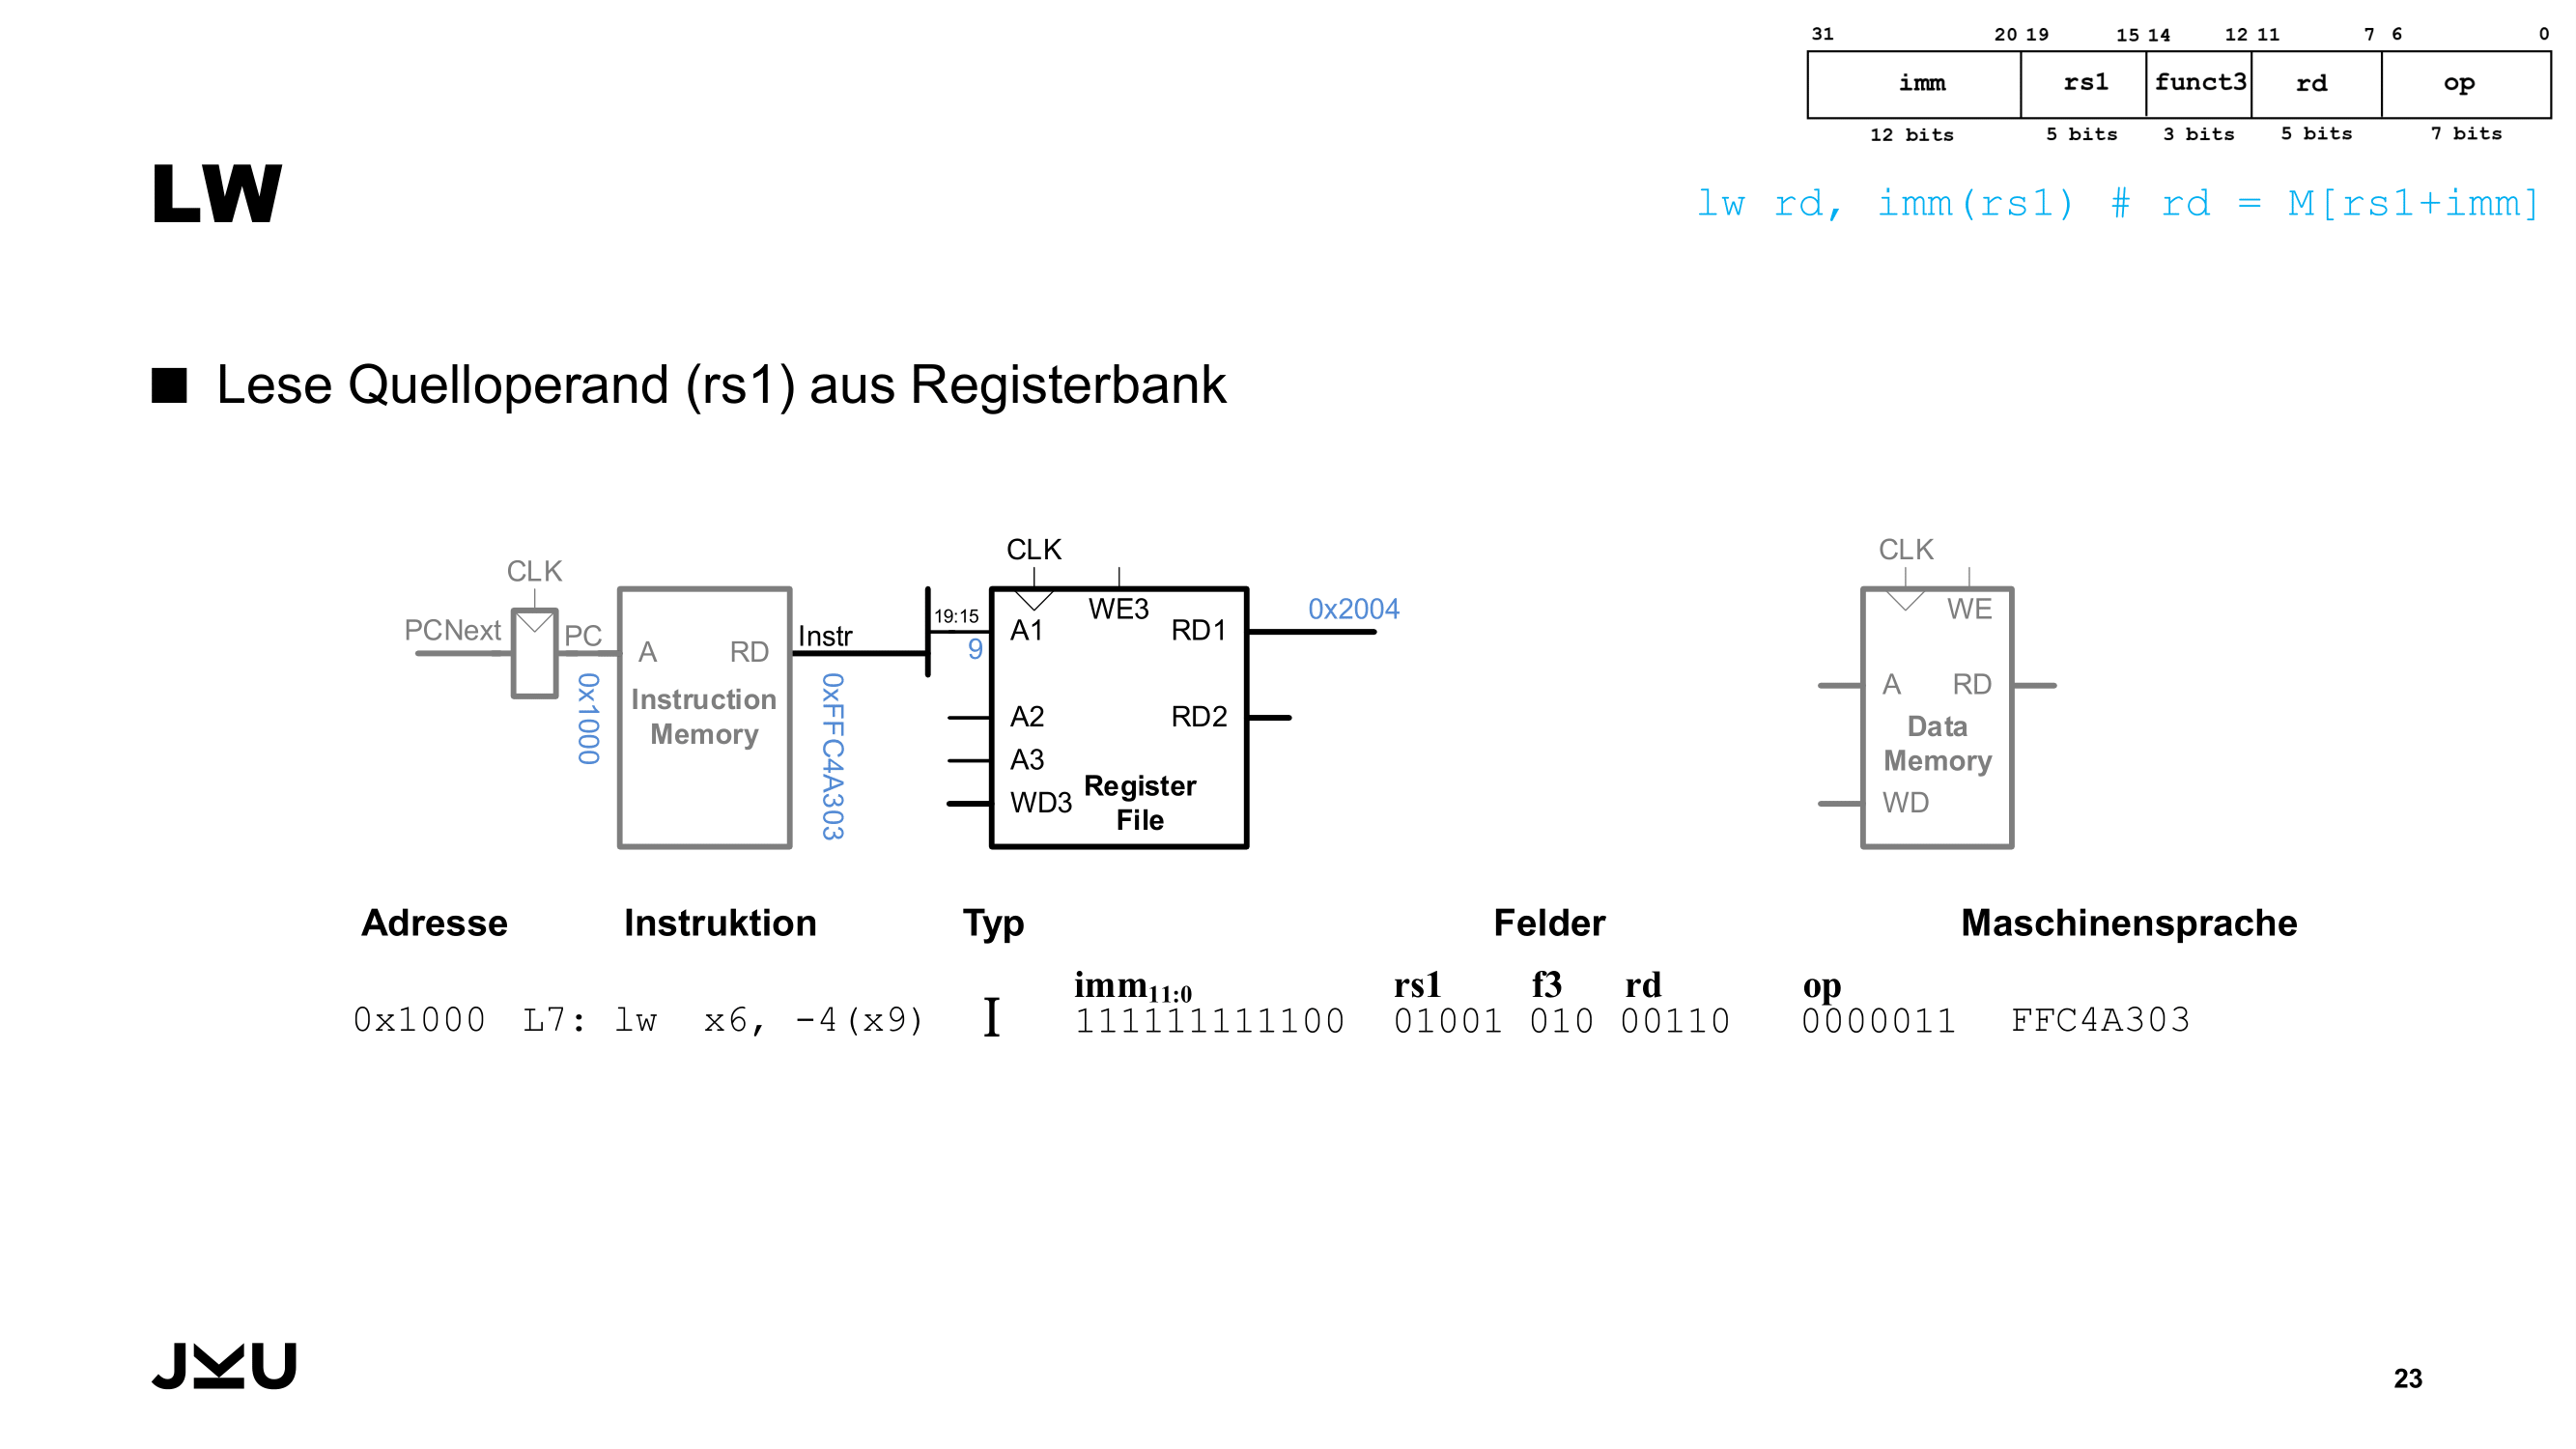 31 20 19 15 14 12 11 7 6 0
imm rs1 funct3 rd op
12 bits 5 bits 3 bits 5 bits 7 bits
LW
lw rd, imm(rs1) # rd = M[rs1+imm]
■ Lese Quelloperand (rs1) aus Registerbank
CLK
PCNext
PC
0x1000
A RD
Instruction
Memory
Instr
0xFFC4A303
19:15
9
CLK
WE3
A1 RD1
0x2004
A2 RD2
A3
WD3
Register
File
CLK
WE
A RD
Data
Memory
WD
Adresse Instruktion Typ Felder Maschinensprache
imm11:0 rs1 f3 rd op
0x1000 L7: lw x6, -4(x9) I 111111111100 01001 010 00110 0000011 FFC4A303
JKU
23